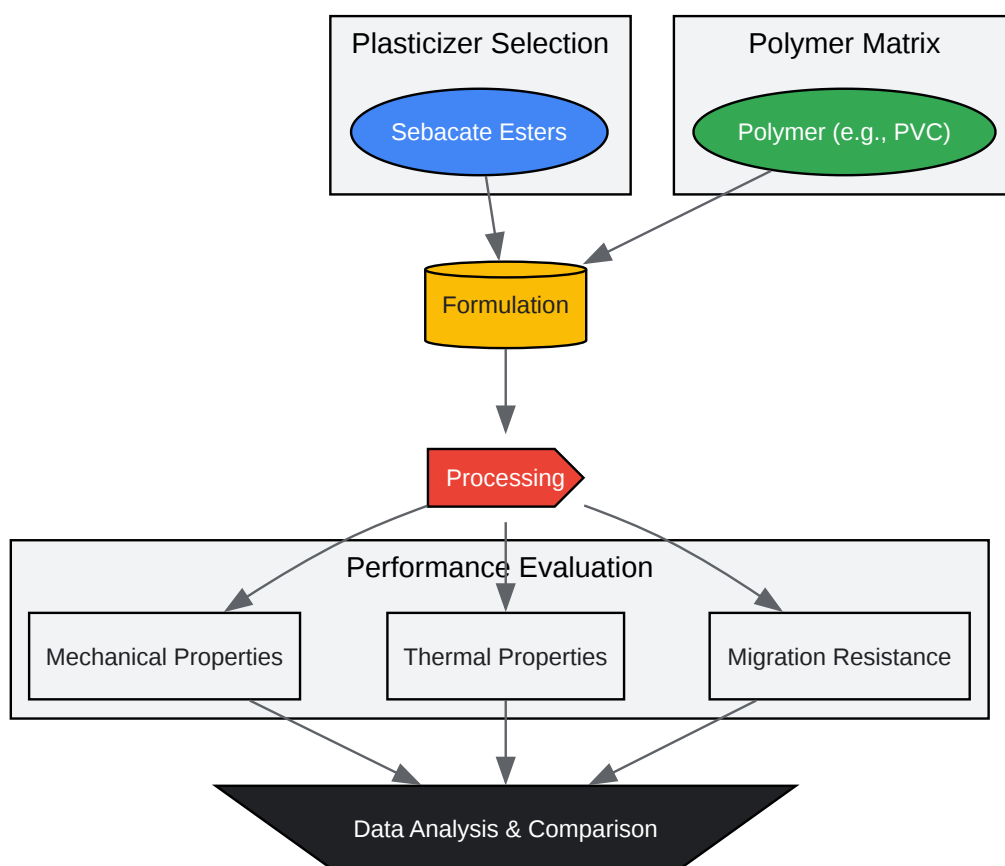 Plasticizer Selection
Polymer Matrix
Sebacate Esters
Polymer (e.g., PVC)
Formulation
Processing
Performance Evaluation
Mechanical Properties
Thermal Properties
Migration Resistance
Data Analysis & Comparison